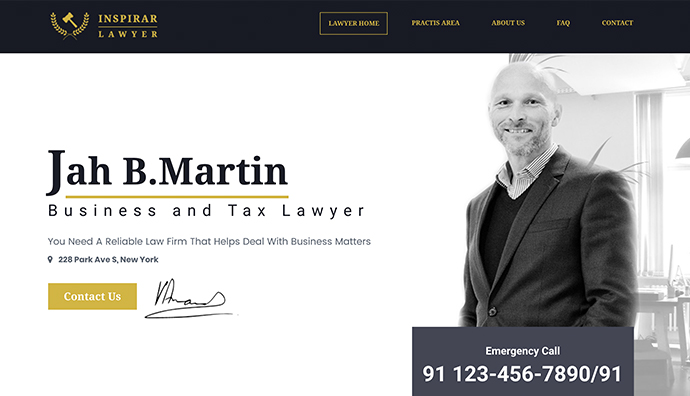 INSPIRAR
LAWYER
LAWYER HOME
PRACTIS AREA
ABOUT US
FAQ
CONTACT
Jah B.Martin
Business and Tax Lawyer
You Need A Reliable Law Firm That Helps Deal With Business Matters
228 Park Ave S, New York
Contact Us
Emergency Call
91 123-456-7890/91